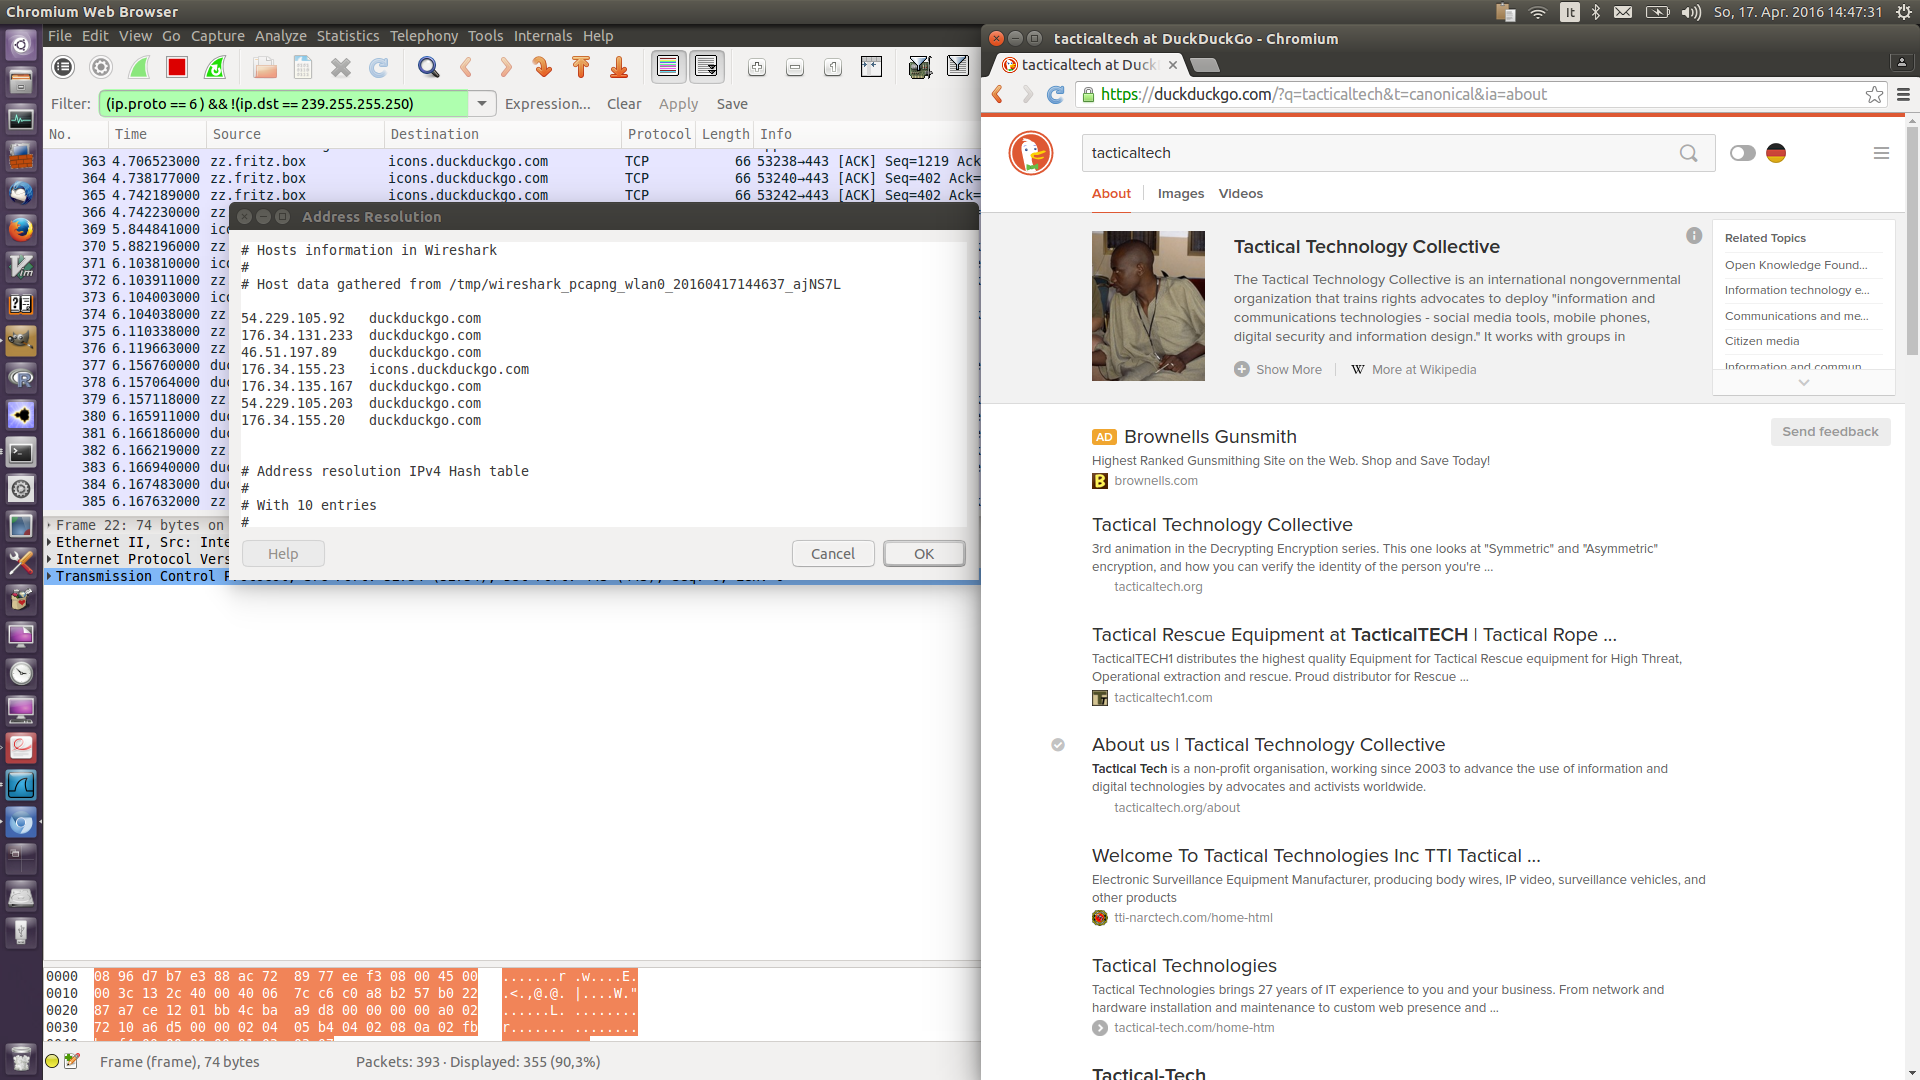 Chromium Web Browser
It
So, 17. Apr. 2016 14:47:31
File Edit View Go Capture Analyze Statistics Telephony Tools Internals Help
Filter: (ip.proto == 6 ) && !(ip.dst == 239.255.255.250) Expression... Clear Apply Save
No. Time Source Destination Protocol Length Info
363 4.706523000 zz.fritz.box icons.duckduckgo.com TCP 66 53238→443 [ACK] Seq=1219 Ack
364 4.738177000 zz.fritz.box icons.duckduckgo.com TCP 66 53240→443 [ACK] Seq=402 Ack=
365 4.742189000 zz.fritz.box icons.duckduckgo.com TCP 66 53242→443 [ACK] Seq=402 Ack=
366 4.742230000 zz
369 5.844841000 ico
370 5.882196000 zz
371 6.103810000 ico
372 6.103911000 zz
373 6.104003000 ico
374 6.104038000 zz
375 6.110338000 zz
376 6.119663000 zz
377 6.156760000 duc
378 6.157064000 duc
379 6.157118000 zz
380 6.165911000 duc
381 6.166186000 duc
382 6.166219000 zz
383 6.166940000 duc
384 6.167483000 duc
385 6.167632000 zz
Address Resolution
# Hosts information in Wireshark
#
# Host data gathered from /tmp/wireshark_pcapng_wlan0_20160417144637_ajNS7L
54.229.105.92 duckduckgo.com
176.34.131.233 duckduckgo.com
46.51.197.89 duckduckgo.com
176.34.155.23 icons.duckduckgo.com
176.34.135.167 duckduckgo.com
54.229.105.203 duckduckgo.com
176.34.155.20 duckduckgo.com
# Address resolution IPv4 Hash table
#
# With 10 entries
#
Help Cancel OK
Frame 22: 74 bytes on
Ethernet II, Src: Inte
Internet Protocol Vers
Transmission Control P
0000 08 96 d7 b7 e3 88 ac 72 89 77 ee f3 08 00 45 00 .......r .w....E.
0010 00 3c 13 2c 40 00 40 06 7c c6 c0 a8 b2 57 b0 22 .<.,@.@. |....W."
0020 87 a7 ce 12 01 bb 4c ba a9 d8 00 00 00 00 a0 02 ......L. ........
0030 72 10 a6 d5 00 00 02 04 05 b4 04 02 08 0a 02 fb r....... ........
Frame (frame), 74 bytes Packets: 393 · Displayed: 355 (90,3%)
tacticaltech at DuckDuckGo - Chromium
tacticaltech at Duck
https://duckduckgo.com/?q=tacticaltech&t=canonical&ia=about
tacticaltech
About Images Videos
Tactical Technology Collective
The Tactical Technology Collective is an international nongovernmental
organization that trains rights advocates to deploy "information and
communications technologies - social media tools, mobile phones,
digital security and information design." It works with groups in
Show More W More at Wikipedia
Related Topics
Open Knowledge Found...
Information technology e...
Communications and me...
Citizen media
Information and commun
Send feedback
AD Brownells Gunsmith
Highest Ranked Gunsmithing Site on the Web. Shop and Save Today!
B brownells.com
Tactical Technology Collective
3rd animation in the Decrypting Encryption series. This one looks at "Symmetric" and "Asymmetric"
encryption, and how you can verify the identity of the person you're ...
tacticaltech.org
Tactical Rescue Equipment at TacticalTECH | Tactical Rope ...
TacticalTECH1 distributes the highest quality Equipment for Tactical Rescue equipment for High Threat,
Operational extraction and rescue. Proud distributor for Rescue ...
tacticaltech1.com
About us | Tactical Technology Collective
Tactical Tech is a non-profit organisation, working since 2003 to advance the use of information and
digital technologies by advocates and activists worldwide.
tacticaltech.org/about
Welcome To Tactical Technologies Inc TTI Tactical ...
Electronic Surveillance Equipment Manufacturer, producing body wires, IP video, surveillance vehicles, and
other products
tti-narctech.com/home-html
Tactical Technologies
Tactical Technologies brings 27 years of IT experience to you and your business. From network and
hardware installation and maintenance to custom web presence and ...
tactical-tech.com/home-htm
Tactical-Tech